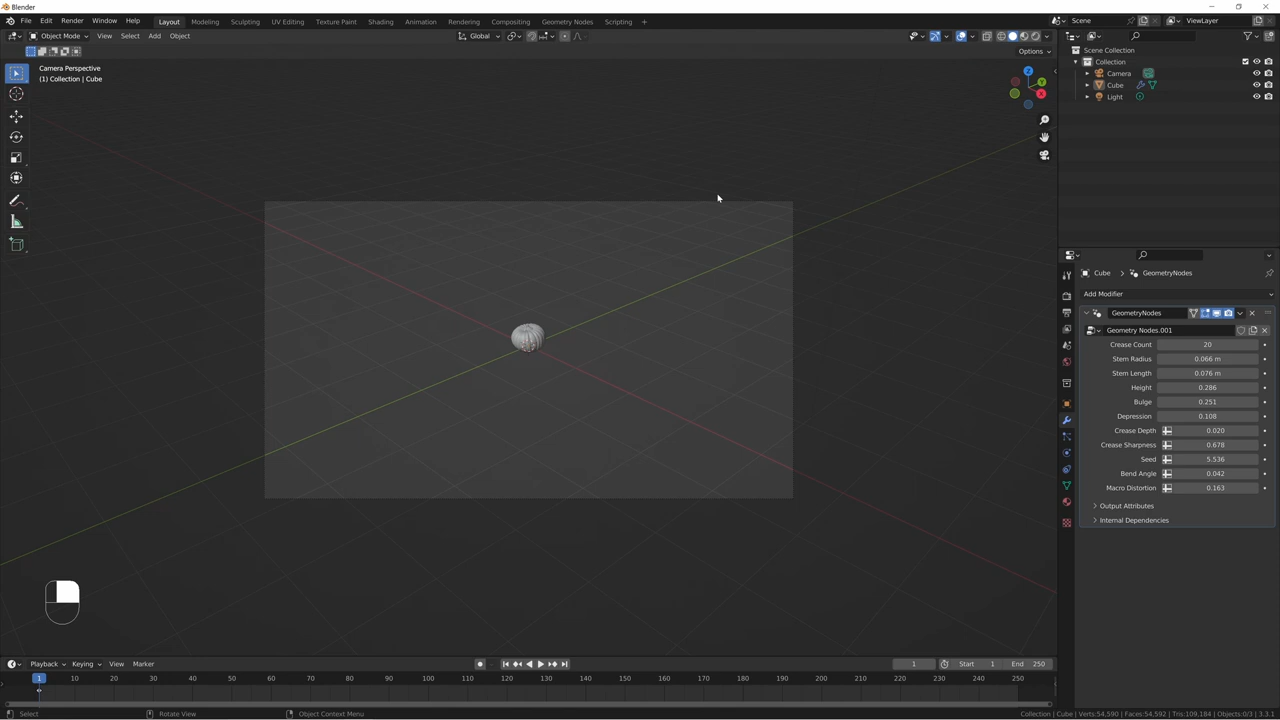 Blender
File Edit Render Window Help
Layout Modeling Sculpting UV Editing Texture Paint Shading Animation Rendering Compositing Geometry Nodes Scripting +
Scene
ViewLayer
Object Mode View Select Add Object
Global
Options
Camera Perspective
(1) Collection | Cube
Z
Y
X
Scene Collection
Collection
Camera
Cube
Light
Cube > GeometryNodes
Add Modifier
GeometryNodes
Geometry Nodes.001
Crease Count 20
Stem Radius 0.066 m
Stem Length 0.076 m
Height 0.286
Bulge 0.251
Depression 0.108
Crease Depth 0.020
Crease Sharpness 0.678
Seed 5.536
Bend Angle 0.042
Macro Distortion 0.163
Output Attributes
Internal Dependencies
Playback Keying View Marker
1 Start 1 End 250
1 10 20 30 40 50 60 70 80 90 100 110 120 130 140 150 160 170 180 190 200 210 220 230 240 250
Select Rotate View Object Context Menu
Collection | Cube | Verts:54,590 | Faces:54,592 | Tris:109,184 | Objects:0/3 | 3.3.1